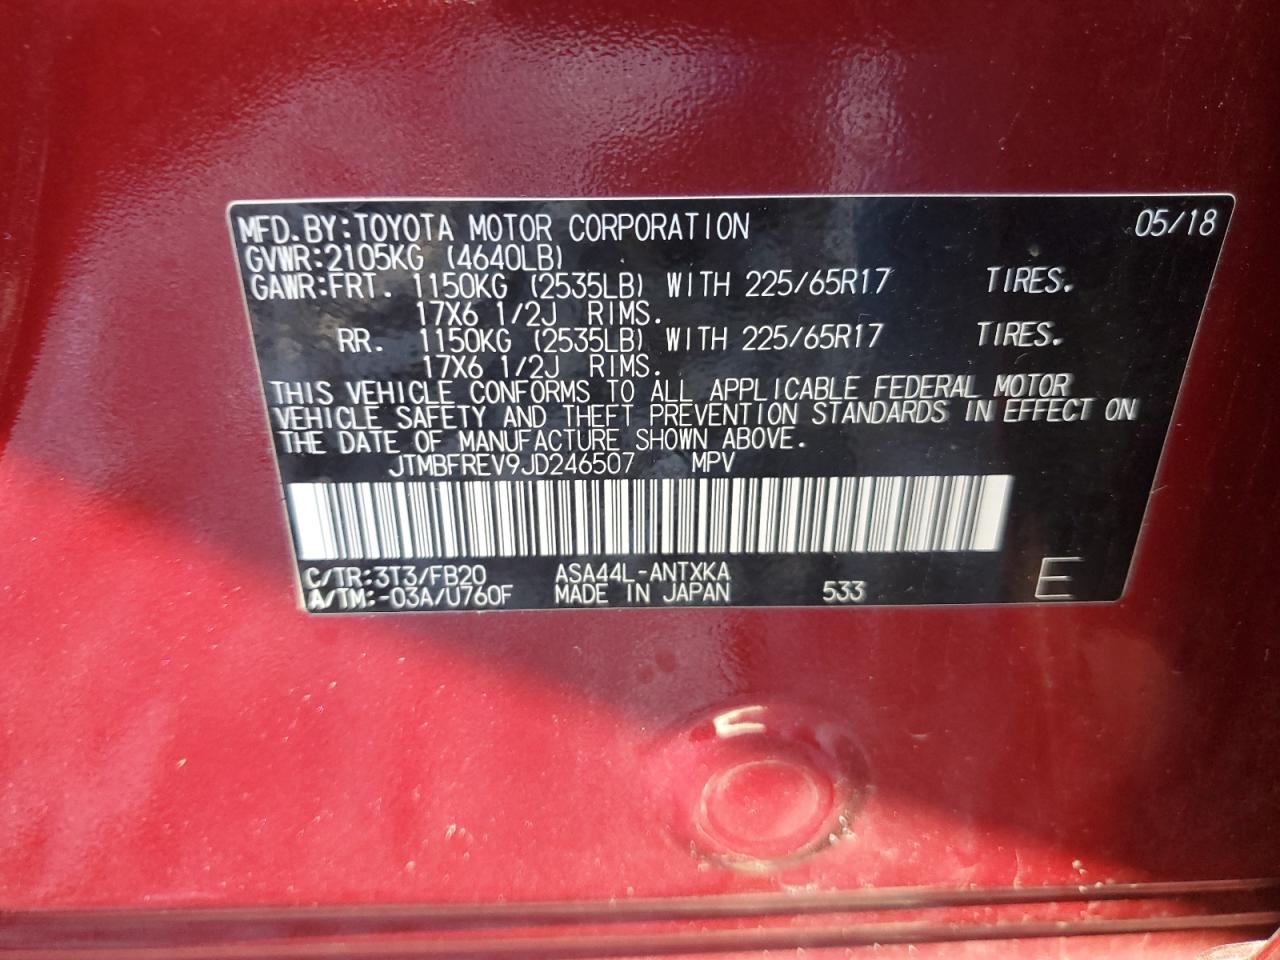 MFD. BY: TOYOTA MOTOR CORPORATION 05/18
GVWR: 2105KG (4640LB)
GAWR: FRT. 1150KG (2535LB) WITH 225/65R17 TIRES.
17X6 1/2J RIMS.
RR. 1150KG (2535LB) WITH 225/65R17 TIRES.
17X6 1/2J RIMS.
THIS VEHICLE CONFORMS TO ALL APPLICABLE FEDERAL MOTOR
VEHICLE SAFETY AND THEFT PREVENTION STANDARDS IN EFFECT ON
THE DATE OF MANUFACTURE SHOWN ABOVE.
JTMBFREV9JD246507 MPV
C/TR: 3T3/FB20 ASA44L-ANTXKA
A/TM: -03A/U760F MADE IN JAPAN 533 E